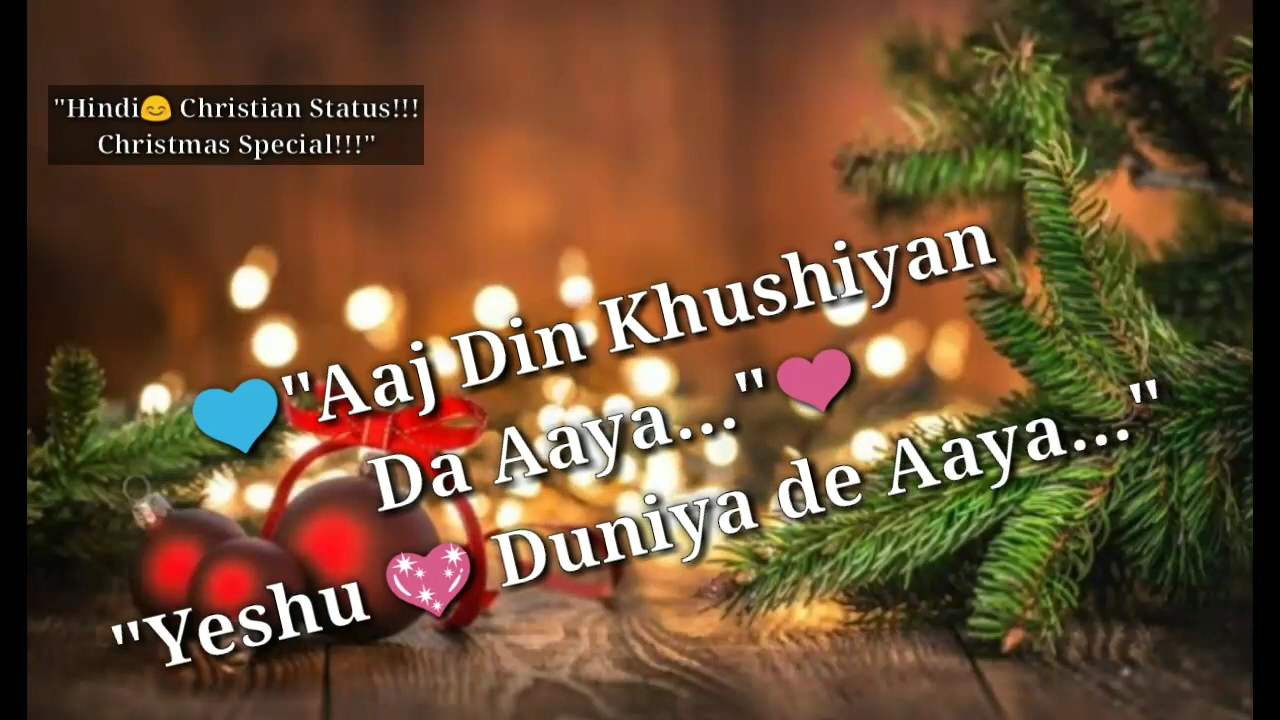 "Hindi😊 Christian Status!!!
Christmas Special!!!"
💙"Aaj Din Khushiyan
Da Aaya..."💗
"Yeshu 💖 Duniya de Aaya..."